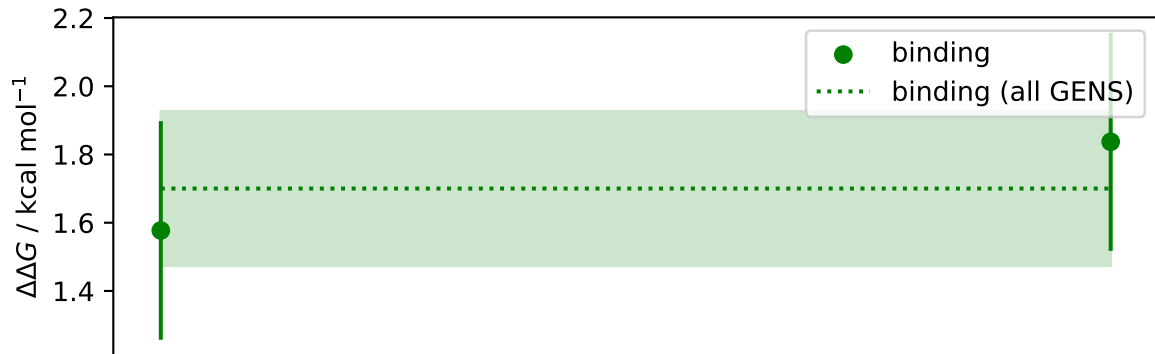 2.2
2.0
1.8
1.6
1.4
ΔΔG / kcal mol⁻¹
binding
binding (all GENS)